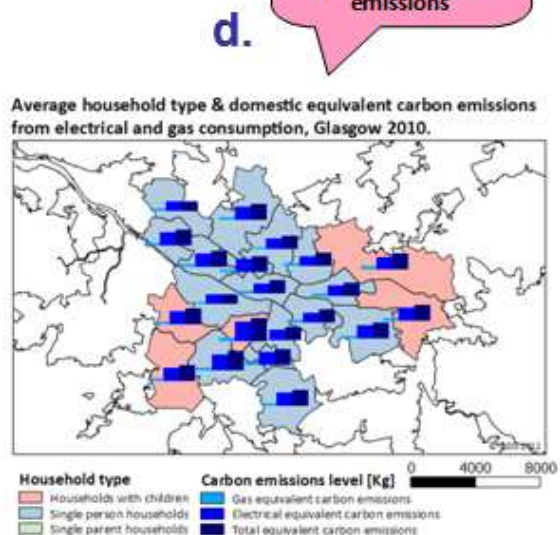 emissions
d.
Average household type & domestic equivalent carbon emissions
from electrical and gas consumption, Glasgow 2010.
Household type
Households with children
Single person households
Single parent households
Carbon emissions level [Kg]
0 4000 8000
Gas equivalent carbon emissions
Electrical equivalent carbon emissions
Total equivalent carbon emissions